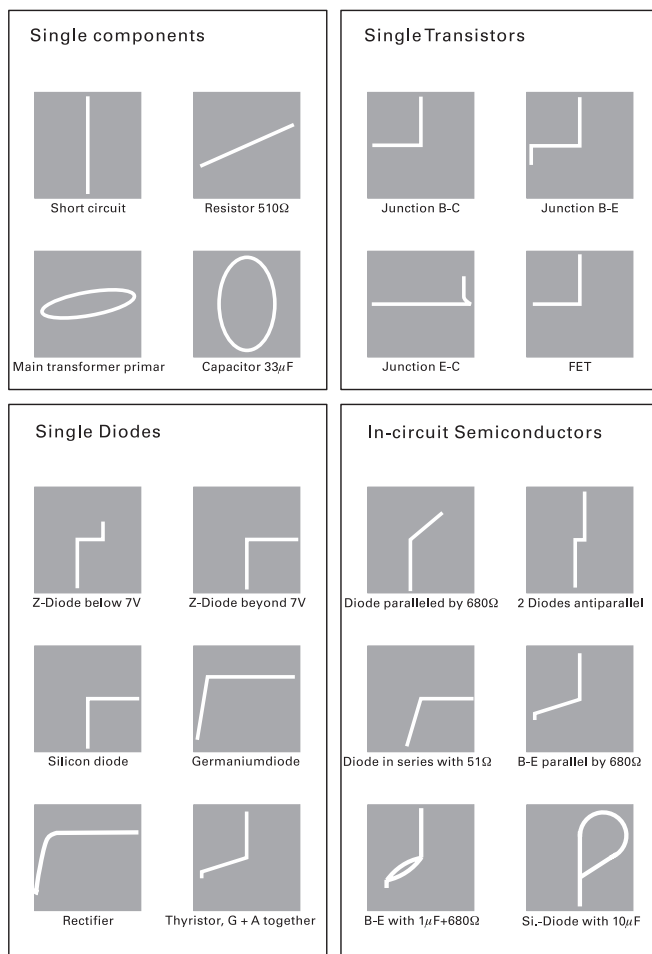 Single components
Short circuit
Resistor 510Ω
Main transformer primar
Capacitor 33µF
Single Transistors
Junction B-C
Junction B-E
Junction E-C
FET
Single Diodes
Z-Diode below 7V
Z-Diode beyond 7V
Silicon diode
Germaniumdiode
Rectifier
Thyristor, G + A together
In-circuit Semiconductors
Diode paralleled by 680Ω
2 Diodes antiparallel
Diode in series with 51Ω
B-E parallel by 680Ω
B-E with 1µF+680Ω
Si.-Diode with 10µF